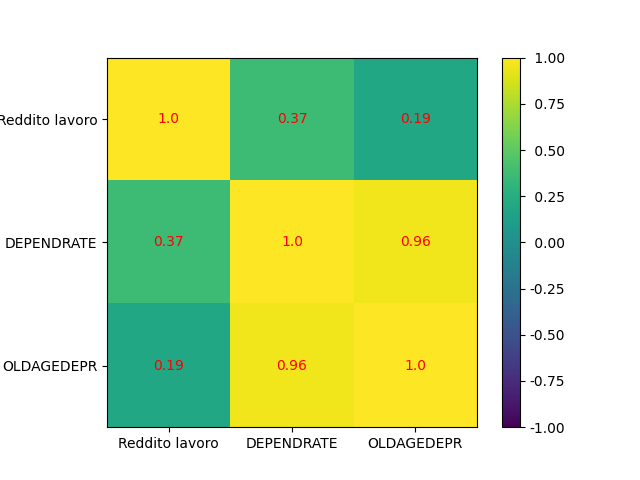 Reddito lavoro 1.0 0.37 0.19
DEPENDRATE 0.37 1.0 0.96
OLDAGEDEPR 0.19 0.96 1.0
Reddito lavoro DEPENDRATE OLDAGEDEPR
1.00
0.75
0.50
0.25
0.00
-0.25
-0.50
-0.75
-1.00